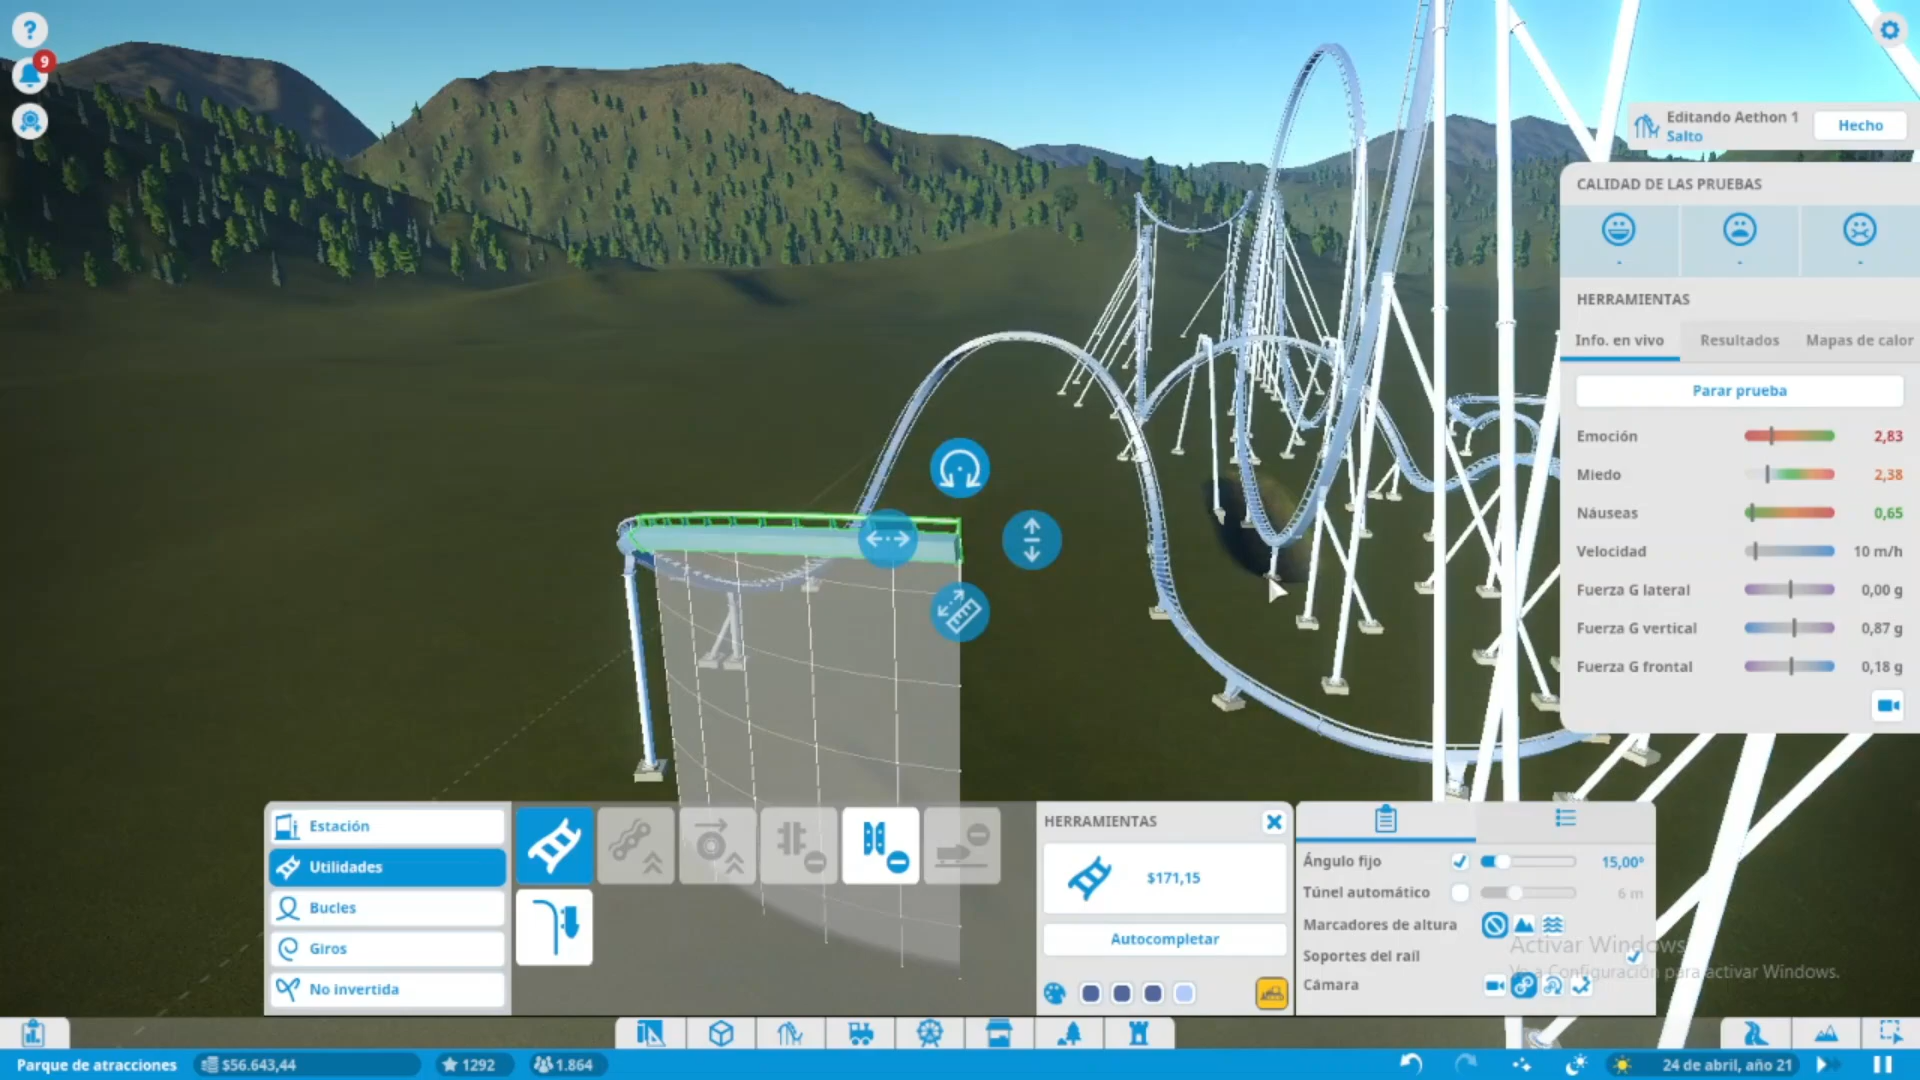 ?
9
Editando Aethon 1
Salto
Hecho
CALIDAD DE LAS PRUEBAS
- - -
HERRAMIENTAS
Info. en vivo
Resultados
Mapas de calor
Parar prueba
Emoción 2,83
Miedo 2,38
Náuseas 0,65
Velocidad 10 m/h
Fuerza G lateral 0,00 g
Fuerza G vertical 0,87 g
Fuerza G frontal 0,18 g
Estación
Utilidades
Bucles
Giros
No invertida
HERRAMIENTAS
$171,15
Autocompletar
Ángulo fijo 15,00°
Túnel automático 6 m
Marcadores de altura
Soportes del raíl
Cámara
Activar Windows
Ve a Configuración para activar Windows.
Parque de atracciones
$56.643,44
1292
1.864
24 de abril, año 21